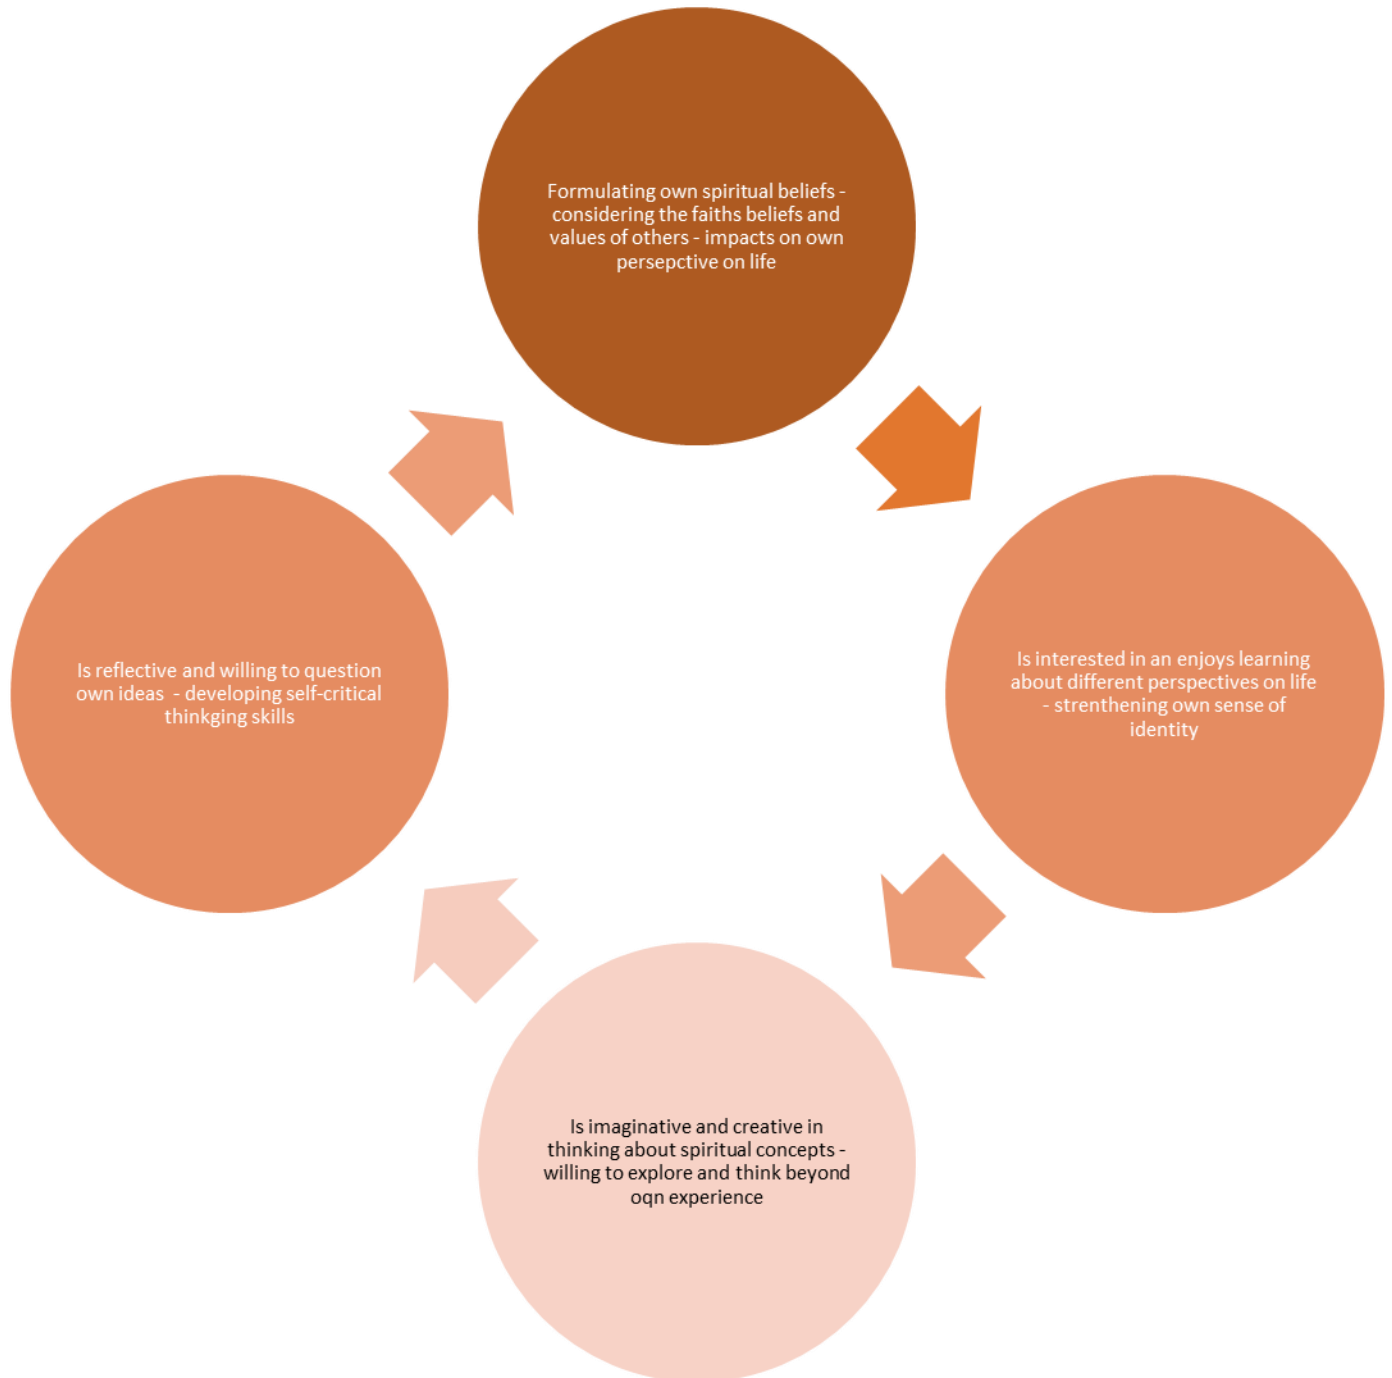 Formulating own spiritual beliefs -
considering the faiths beliefs and
values of others - impacts on own
persepctive on life
Is interested in an enjoys learning
about different perspectives on life
- strenthening own sense of
identity
Is imaginative and creative in
thinking about spiritual concepts -
willing to explore and think beyond
oqn experience
Is reflective and willing to question
own ideas  - developing self-critical
thinkging skills